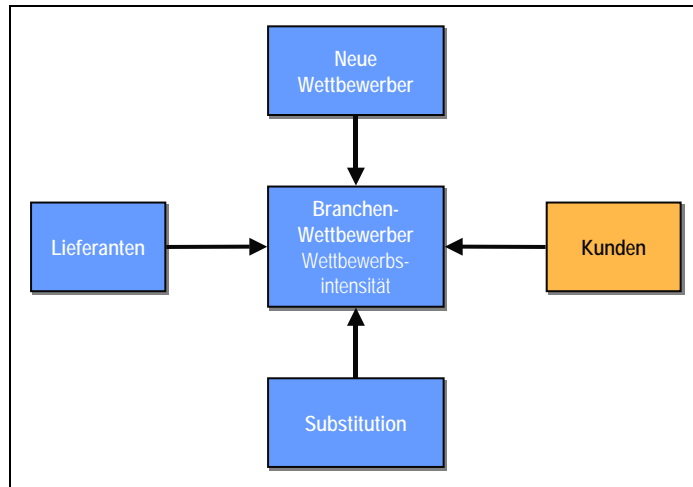 Neue
Wettbewerber
Lieferanten
Branchen-
Wettbewerber
Wettbewerbs-
intensität
Kunden
Substitution